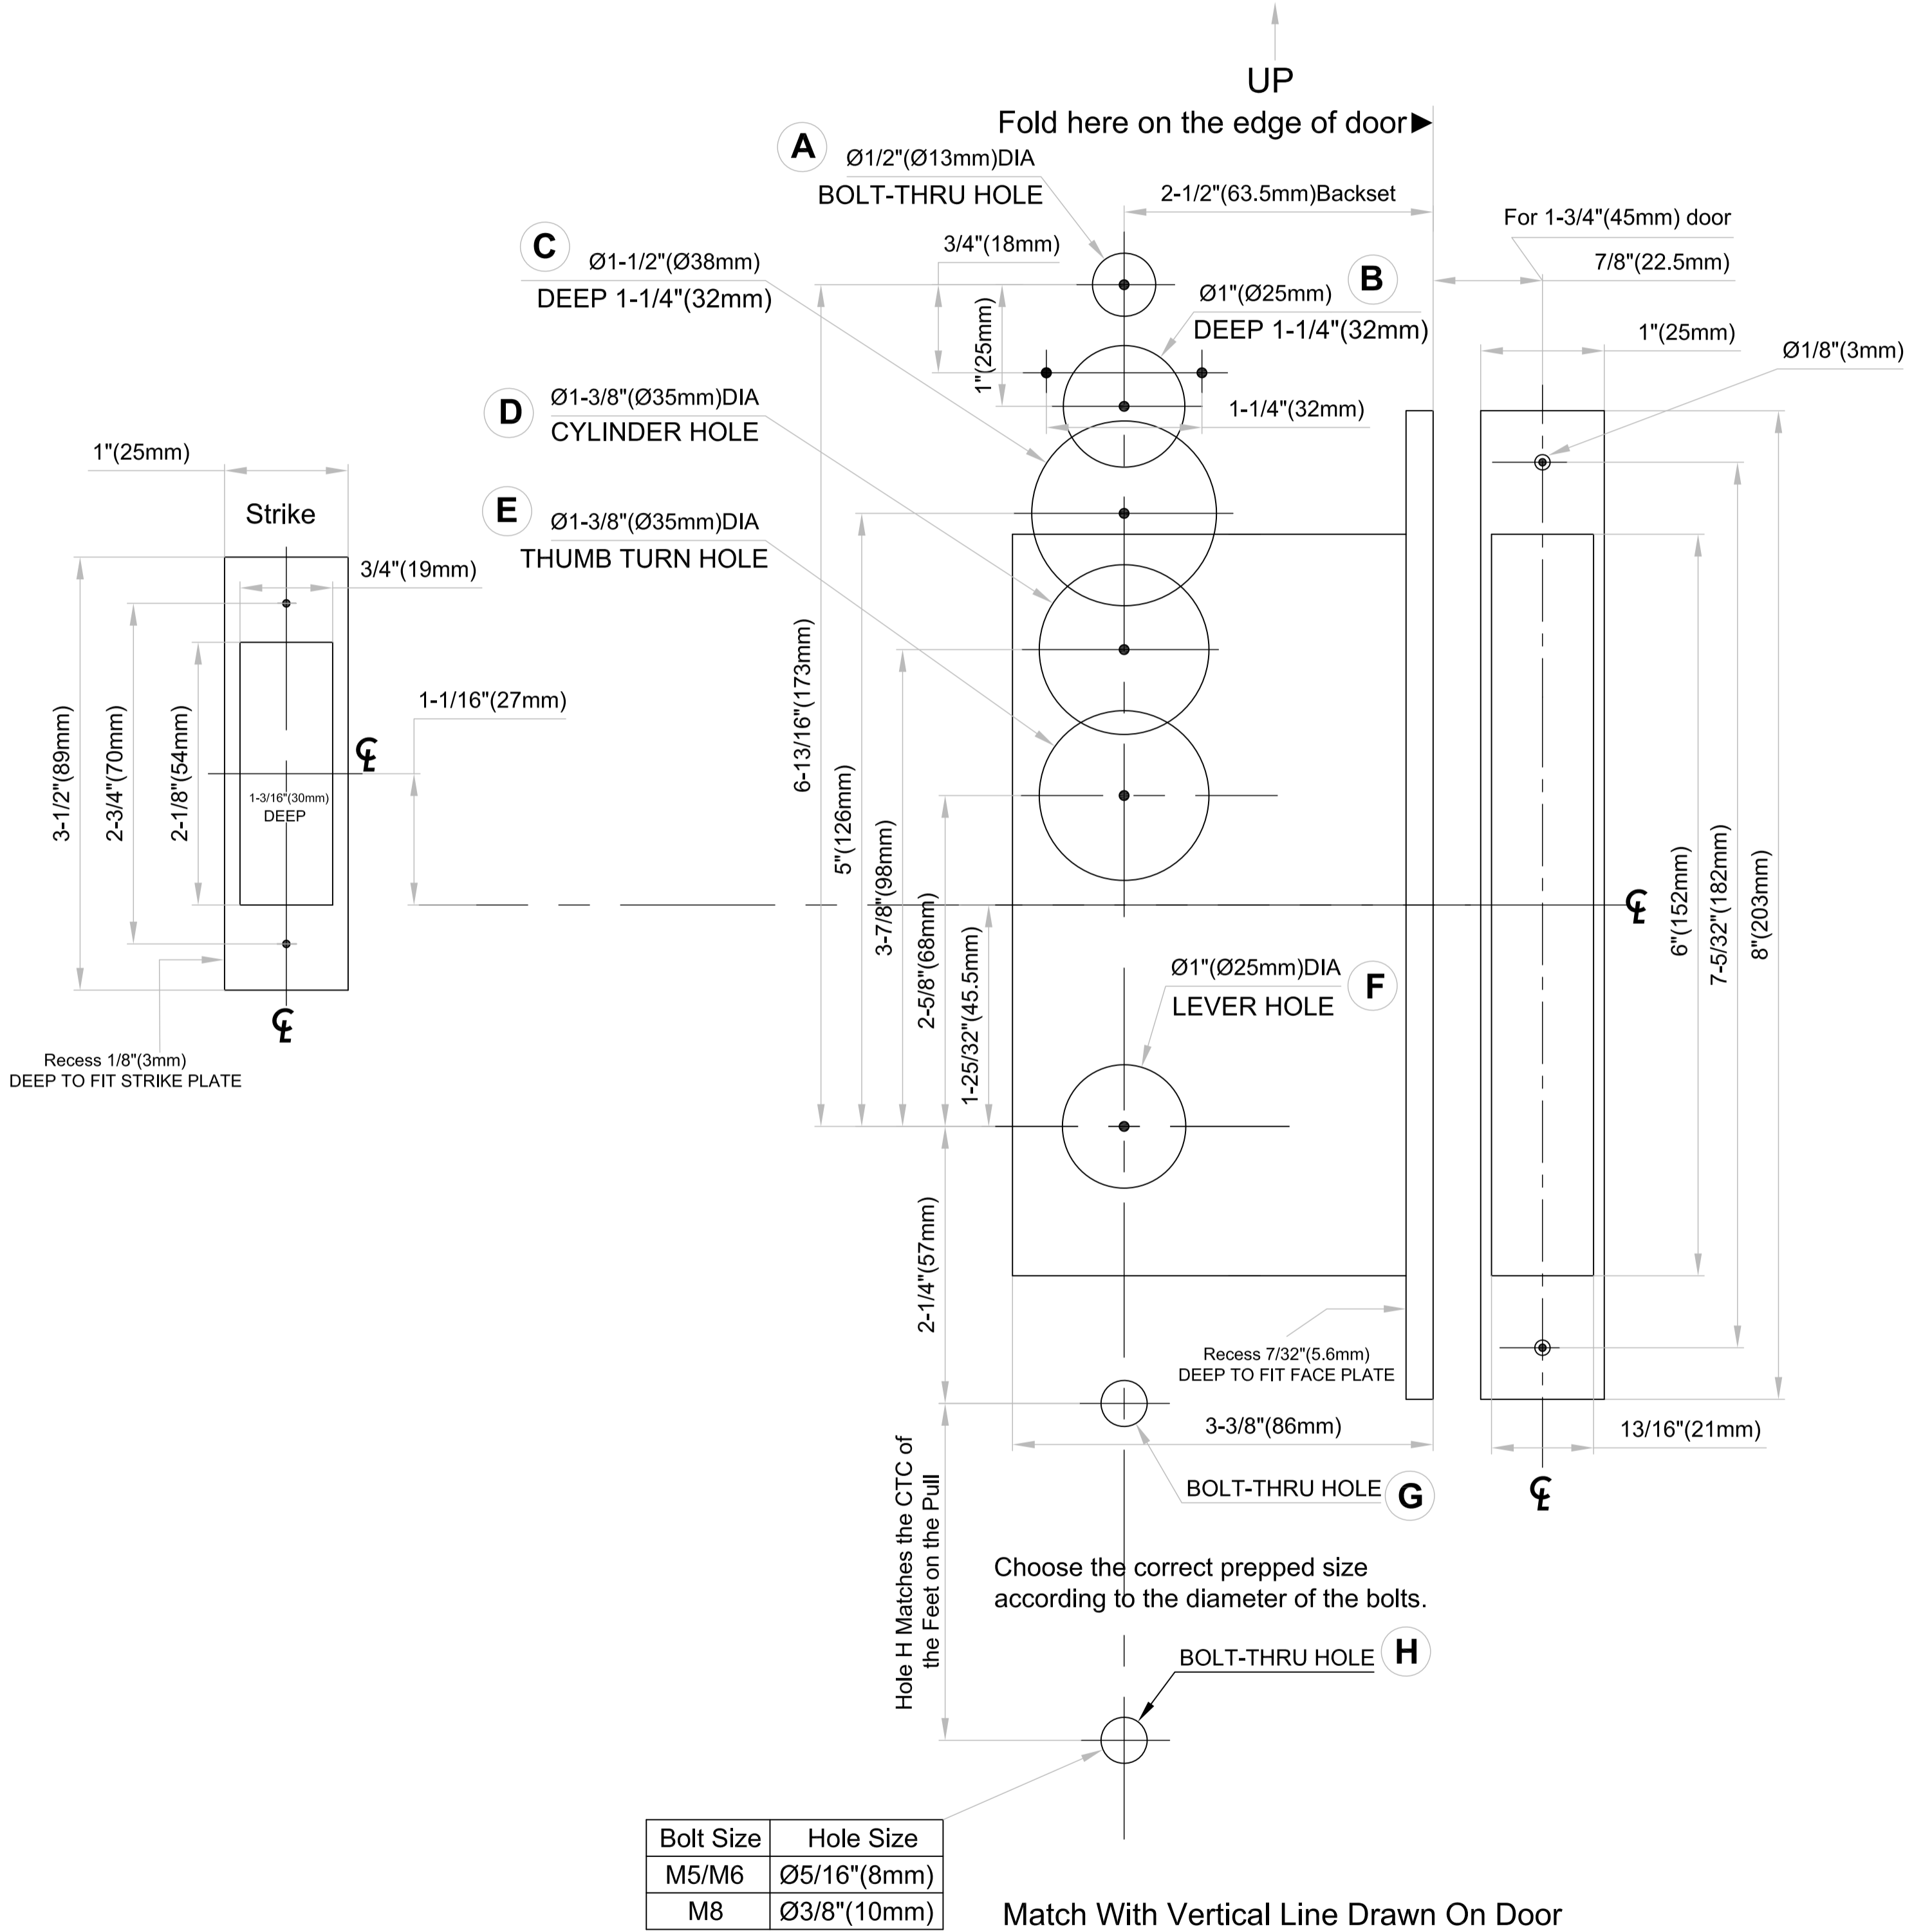 UP
Fold here on the edge of door
A
Ø1/2"(Ø13mm)DIA
BOLT-THRU HOLE
2-1/2"(63.5mm)Backset
For 1-3/4"(45mm) door
7/8"(22.5mm)
C
Ø1-1/2"(Ø38mm)
DEEP 1-1/4"(32mm)
3/4"(18mm)
B
Ø1"(Ø25mm)
DEEP 1-1/4"(32mm)
1"(25mm)
1"(25mm)
Ø1/8"(3mm)
D
Ø1-3/8"(Ø35mm)DIA
CYLINDER HOLE
1-1/4"(32mm)
1"(25mm)
Strike
E
Ø1-3/8"(Ø35mm)DIA
THUMB TURN HOLE
3/4"(19mm)
3-1/2"(89mm)
2-3/4"(70mm)
2-1/8"(54mm)
1-1/16"(27mm)
℄
1-3/16"(30mm)
DEEP
℄
Recess 1/8"(3mm)
DEEP TO FIT STRIKE PLATE
6-13/16"(173mm)
5"(126mm)
3-7/8"(98mm)
2-5/8"(68mm)
1-25/32"(45.5mm)
℄
6"(152mm)
7-5/32"(182mm)
8"(203mm)
Ø1"(Ø25mm)DIA
LEVER HOLE
F
2-1/4"(57mm)
Recess 7/32"(5.6mm)
DEEP TO FIT FACE PLATE
3-3/8"(86mm)
13/16"(21mm)
℄
BOLT-THRU HOLE
G
Hole H Matches the CTC of
the Feet on the Pull
Choose the correct prepped size
according to the diameter of the bolts.
BOLT-THRU HOLE
H
Bolt Size Hole Size
M5/M6 Ø5/16"(8mm)
M8 Ø3/8"(10mm)
Match With Vertical Line Drawn On Door